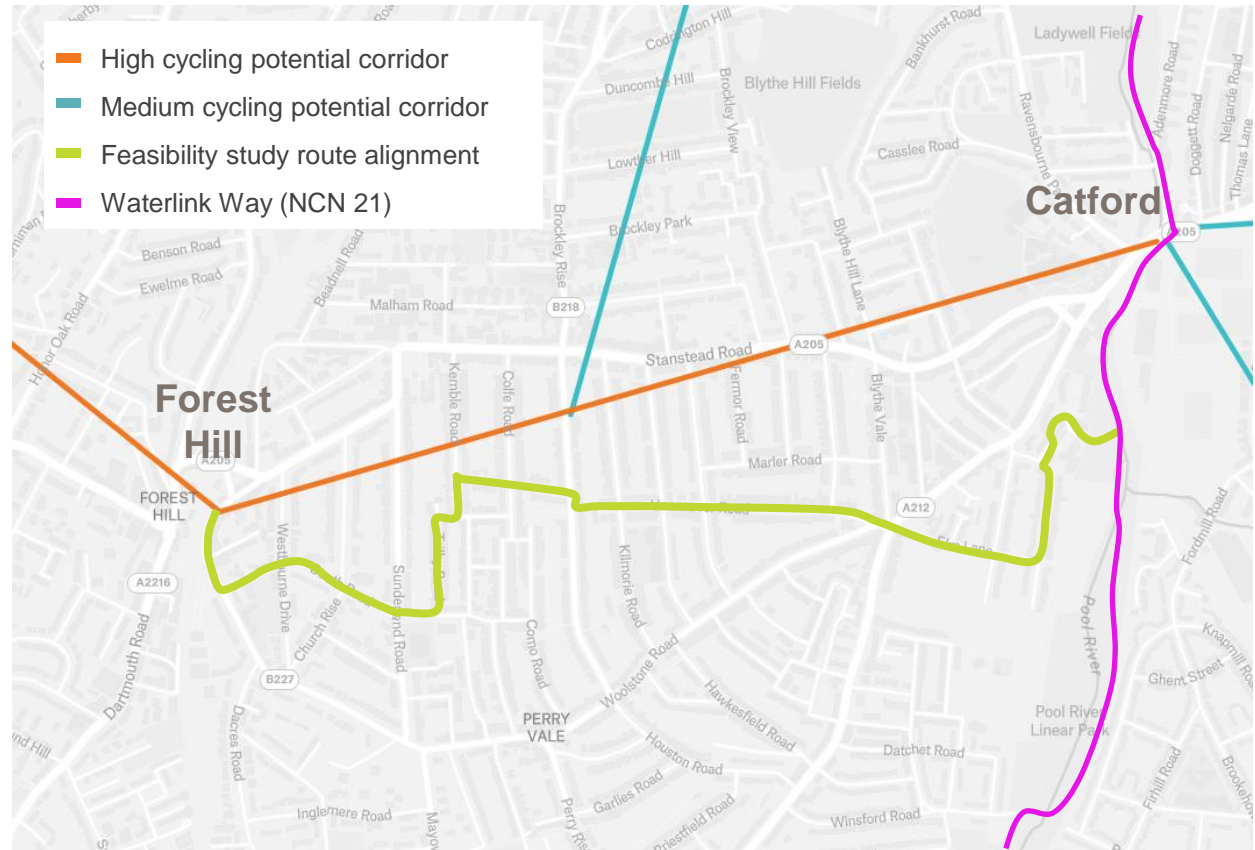 High cycling potential corridor
Medium cycling potential corridor
Feasibility study route alignment
Waterlink Way (NCN 21)
Codrington Hill
Duncombe Hill
Brockley View
Blythe Hill Fields
Bankhurst Road
Ladywell Fields
Adenmore Road
Doggett Road
Nelgarde Road
Thomas Lane
Lowther Hill
Casslee Road
Catford
A205
Brockley Rise
Brockley Park
Blythe Hill Lane
Benson Road
Ewelme Road
Beadnell Road
Malham Road
B218
Honor Oak Road
Stanstead Road
A205
Forest
Hill
Kemble Road
Colfe Road
Fermor Road
Blythe Vale
Marler Road
A205
FOREST
HILL
A212
Westbourne Drive
Sunderland Road
Kilmorie Road
Fordmill Road
A2216
Church Rise
Como Road
Woolstone Road
Pool River
Dartmouth Road
B227
Dacres Road
PERRY
VALE
Hawkesfield Road
Houston Road
Datchet Road
Pool River
Linear Park
Ghent Street
Firhill Road
Garlies Road
Inglemere Road
Perry Rise
Priestfield Road
Winsford Road